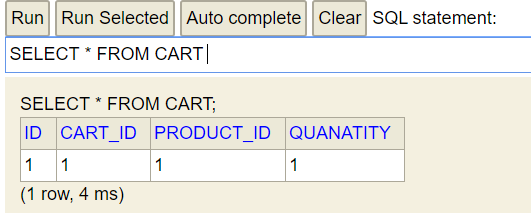 Run Run Selected Auto complete Clear SQL statement:
SELECT * FROM CART
SELECT * FROM CART;
ID CART_ID PRODUCT_ID QUANATITY
1 1 1 1
(1 row, 4 ms)